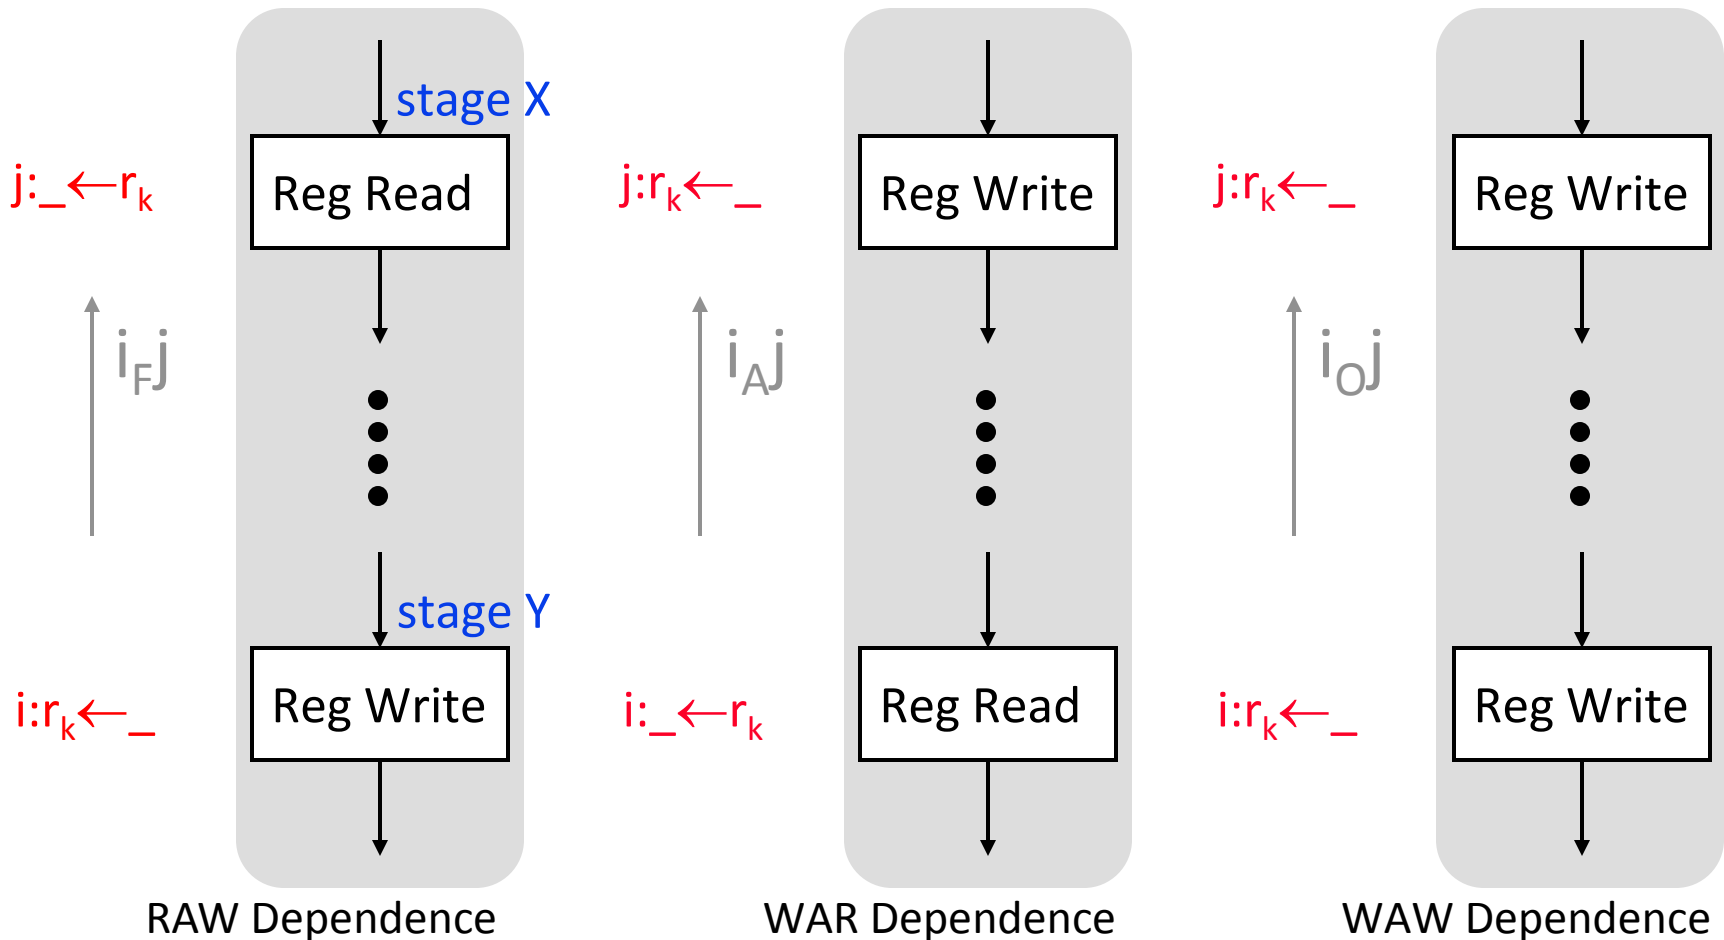 stage X
j:_←rk
Reg Read
iFj
stage Y
i:rk←_
Reg Write
RAW Dependence
j:rk←_
Reg Write
iAj
i:_←rk
Reg Read
WAR Dependence
j:rk←_
Reg Write
iOj
i:rk←_
Reg Write
WAW Dependence